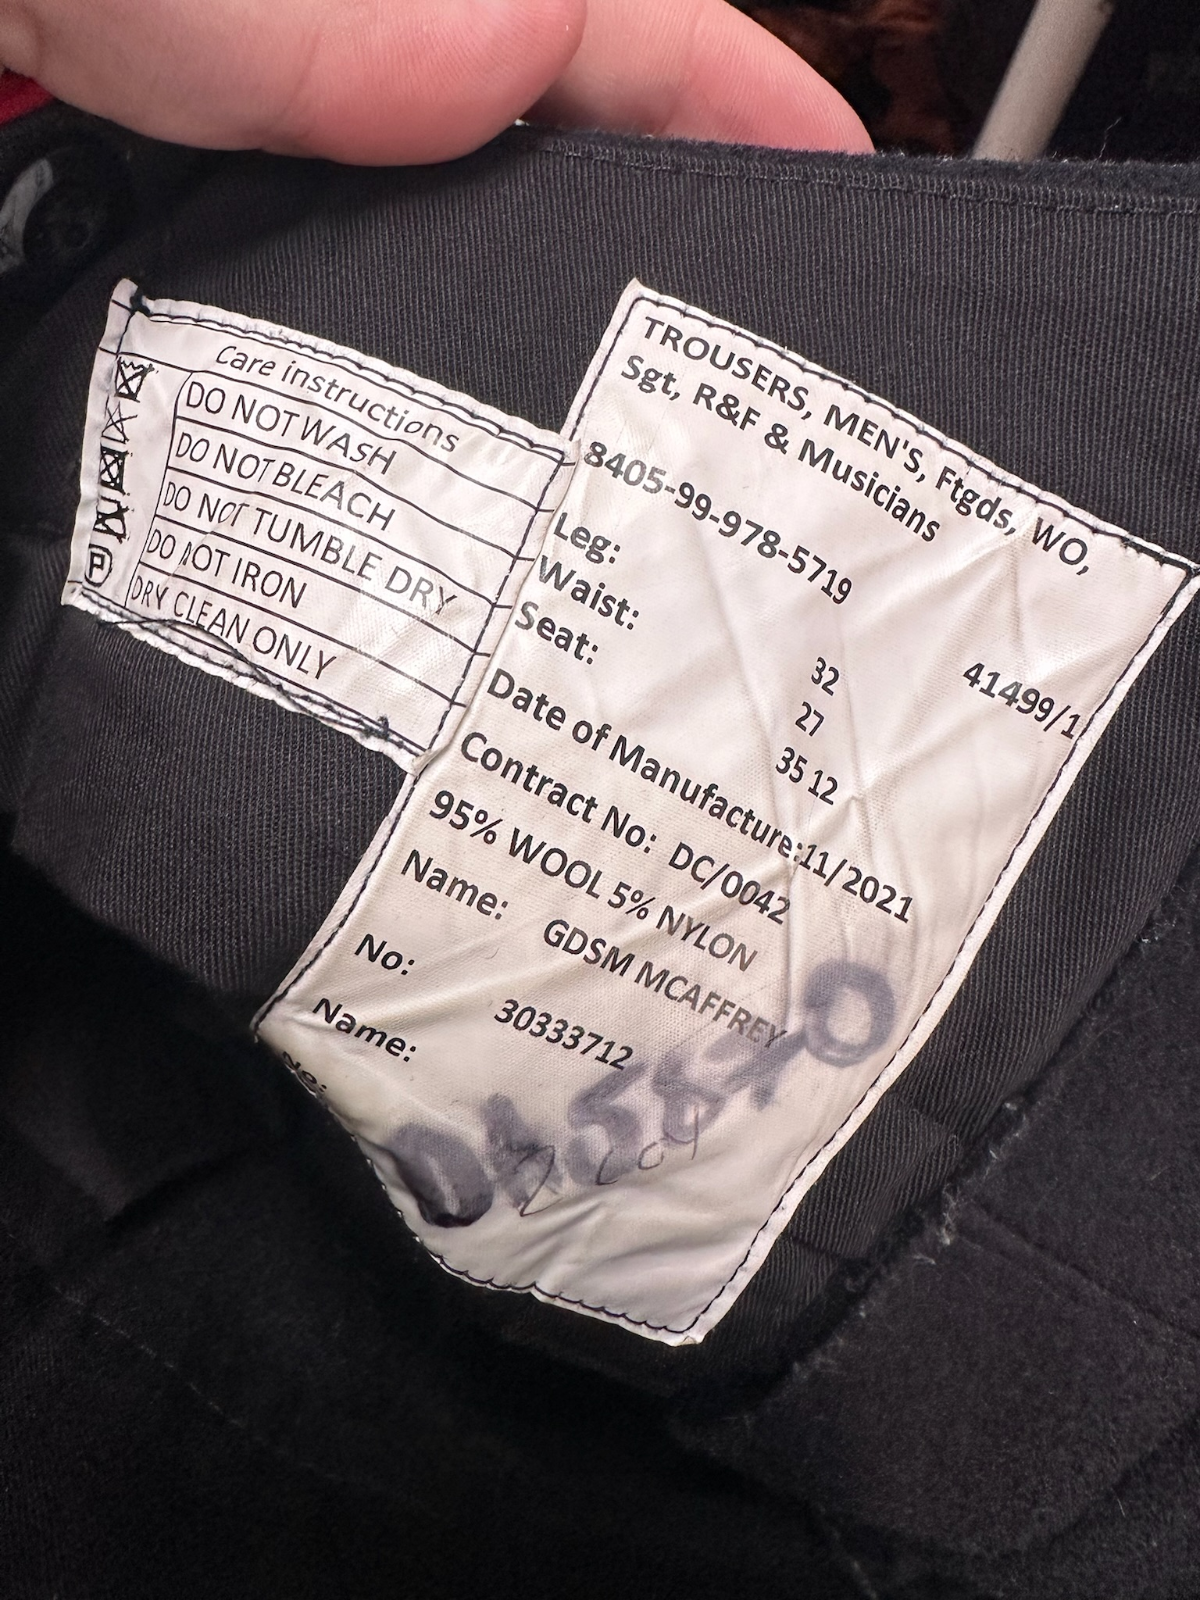 Care instructions
DO NOT WASH
DO NOT BLEACH
DO NOT TUMBLE DRY
DO NOT IRON
P
DRY CLEAN ONLY
TROUSERS, MEN'S, Ftgds, WO,
Sgt, R&F & Musicians
8405-99-978-5719
41499/1
Leg: 32
Waist: 27
Seat: 35 12
Date of Manufacture:11/2021
Contract No: DC/0042
95% WOOL 5% NYLON
Name: GDSM MCAFFREY
No: 30333712
Name:
No: